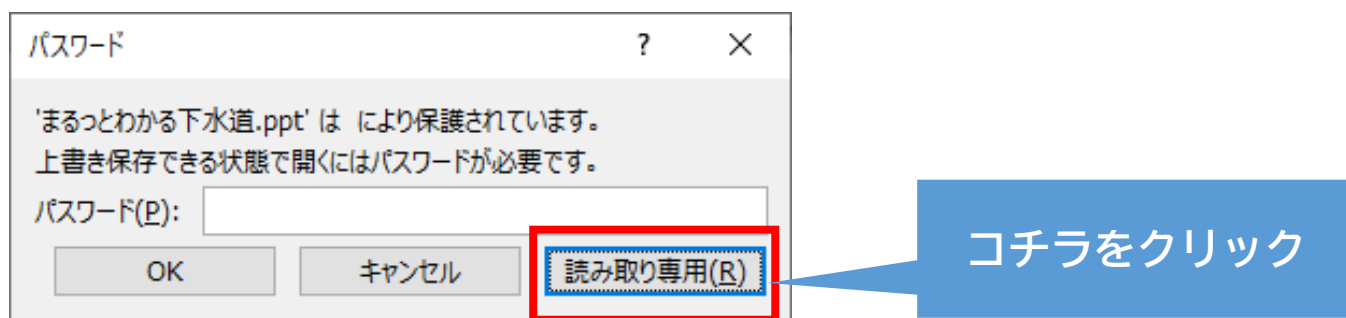 パスワード
? ×
'まるっとわかる下水道.ppt' は により保護されています。
上書き保存できる状態で開くにはパスワードが必要です。
パスワード(P):
OK キャンセル 読み取り専用(R)
コチラをクリック